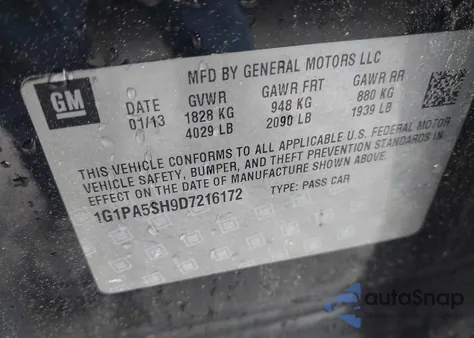 MFD BY GENERAL MOTORS LLC
GM
DATE GVWR GAWR FRT GAWR RR
01/13 1828 KG 948 KG 880 KG
4029 LB 2090 LB 1939 LB
THIS VEHICLE CONFORMS TO ALL APPLICABLE U.S. FEDERAL MOTOR
VEHICLE SAFETY, BUMPER, AND THEFT PREVENTION STANDARDS IN
EFFECT ON THE DATE OF MANUFACTURE SHOWN ABOVE.
1G1PA5SH9D7216172 TYPE: PASS CAR
autoSnap